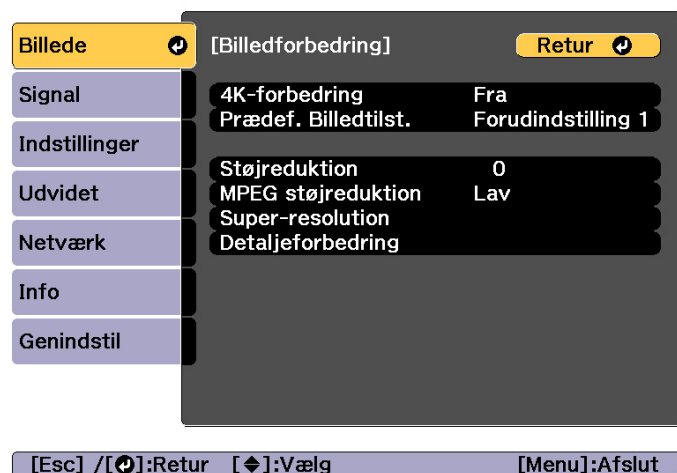 Billede
Signal
Indstillinger
Udvidet
Netværk
Info
Genindstil
[Billedforbedring] Retur
4K-forbedring Fra
Prædef. Billedtilst. Forudindstilling 1
Støjreduktion 0
MPEG støjreduktion Lav
Super-resolution
Detaljeforbedring
[Esc] /[ ]:Retur [ ]:Vælg [Menu]:Afslut